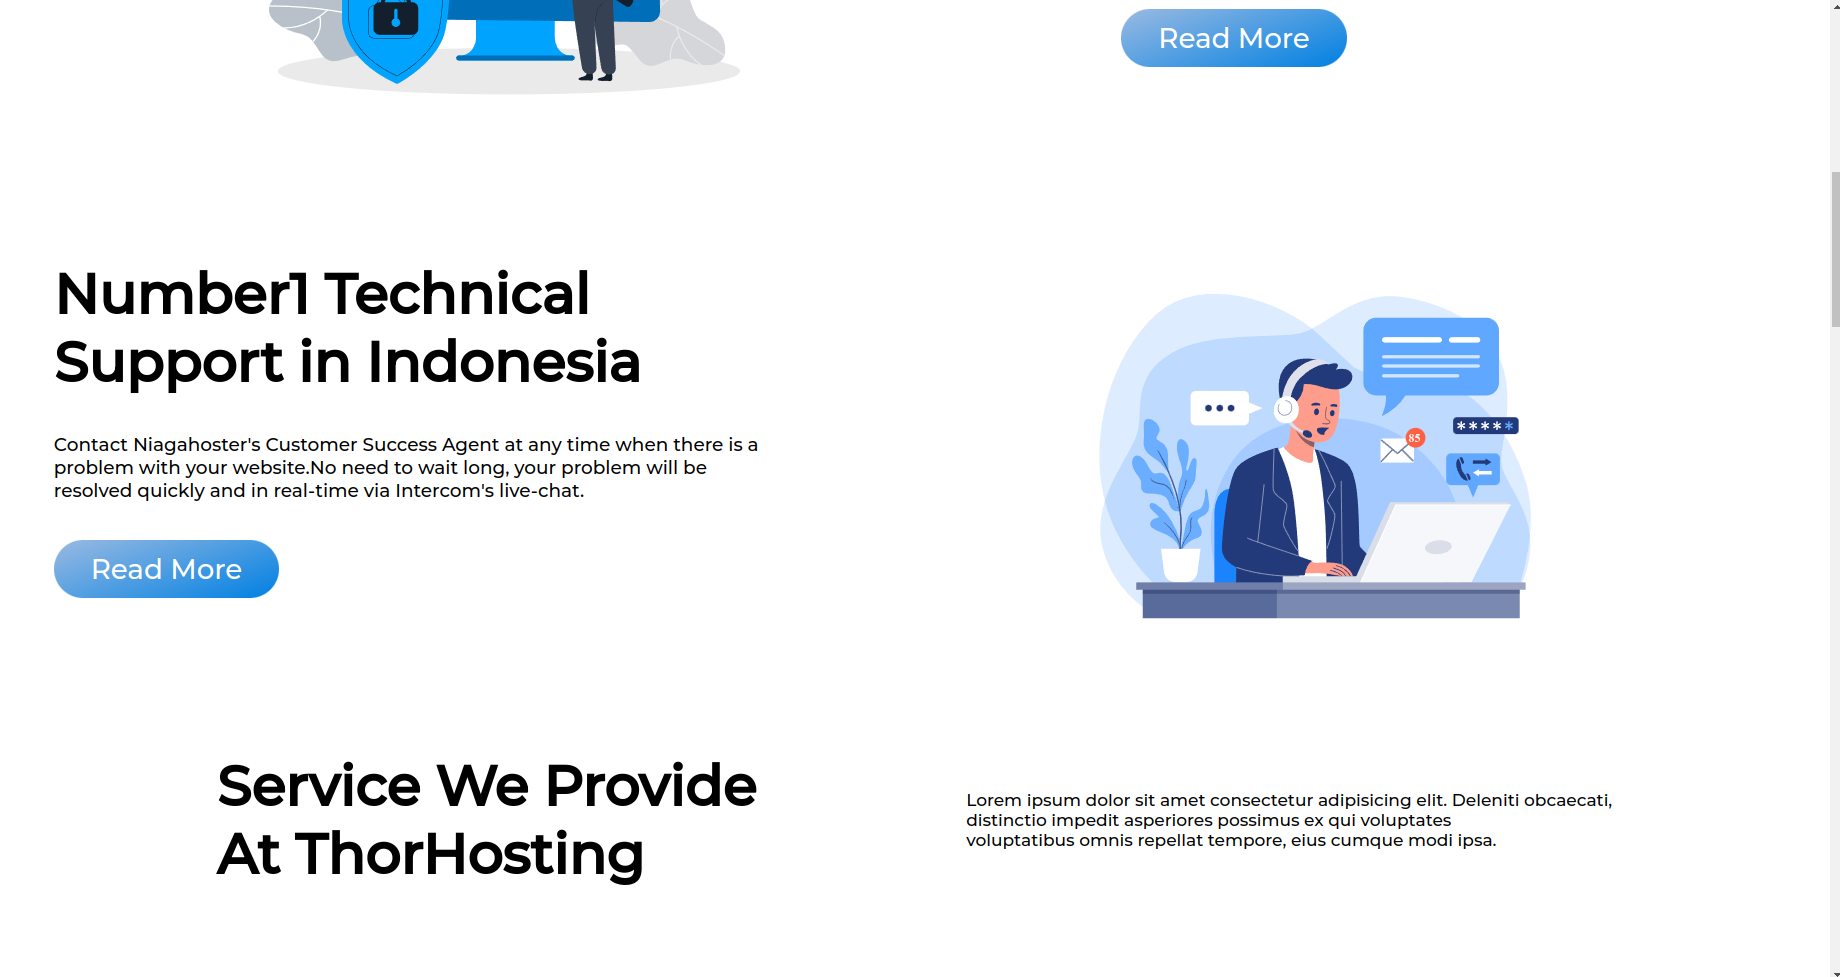 Read More
Number1 Technical
Support in Indonesia
Contact Niagahoster's Customer Success Agent at any time when there is a
problem with your website.No need to wait long, your problem will be
resolved quickly and in real-time via Intercom's live-chat.
Read More
85
*****
Service We Provide
At ThorHosting
Lorem ipsum dolor sit amet consectetur adipisicing elit. Deleniti obcaecati,
distinctio impedit asperiores possimus ex qui voluptates
voluptatibus omnis repellat tempore, eius cumque modi ipsa.